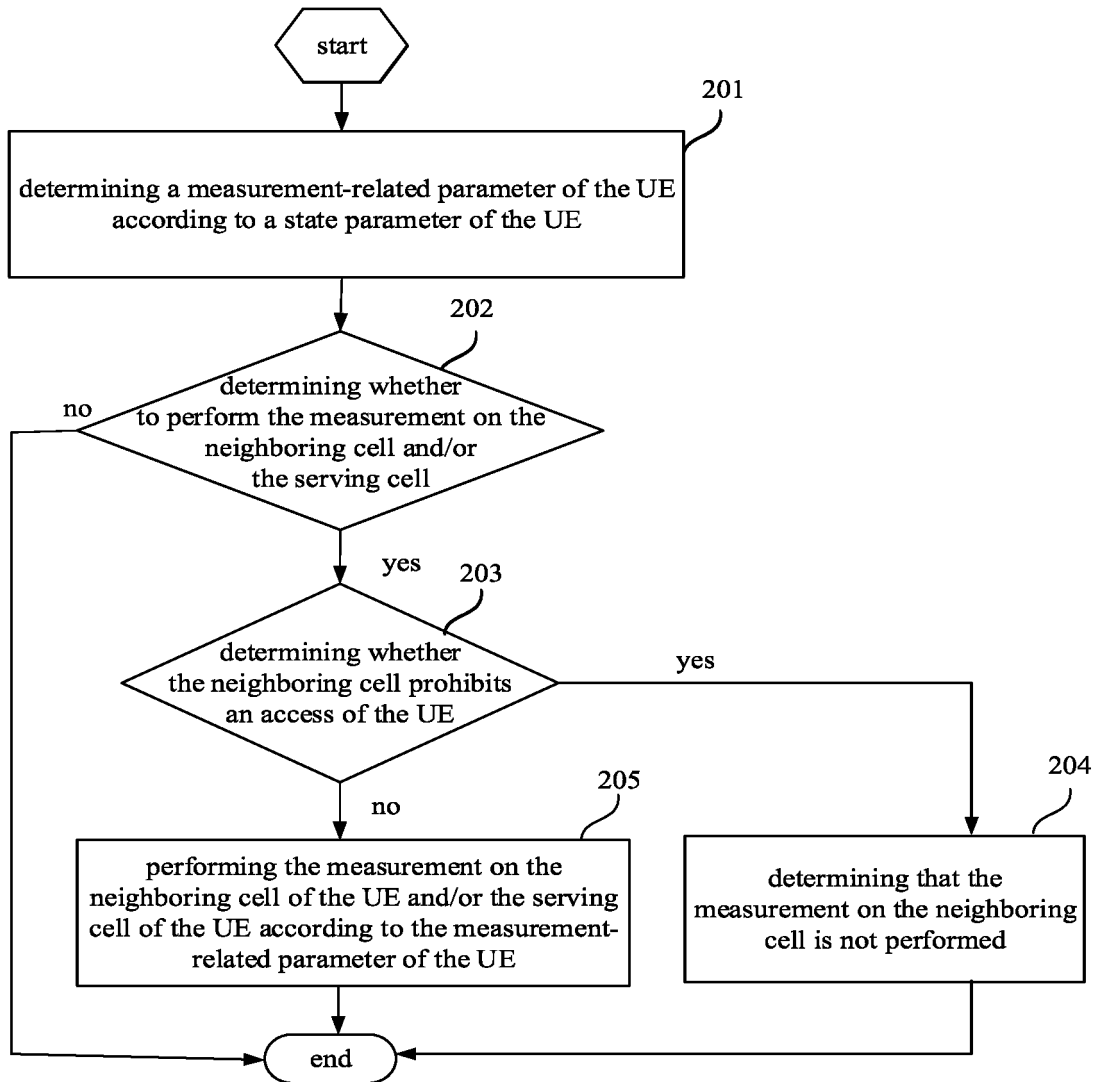 start
201
determining a measurement-related parameter of the UE
according to a state parameter of the UE
202
determining whether
to perform the measurement on the
neighboring cell and/or
the serving cell
no
yes
203
determining whether
the neighboring cell prohibits
an access of the UE
yes
no
205
performing the measurement on the
neighboring cell of the UE and/or the serving
cell of the UE according to the measurement-
related parameter of the UE
204
determining that the
measurement on the neighboring
cell is not performed
end